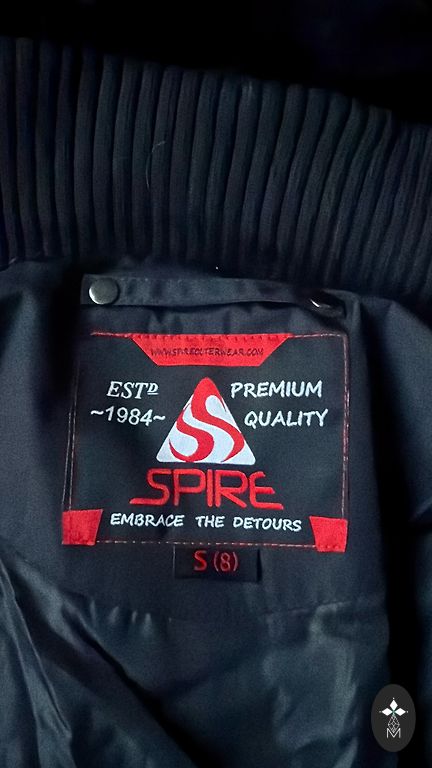 WWW.SPIREOUTERWEAR.COM
ESTD PREMIUM
~1984~ QUALITY
SPIRE
EMBRACE THE DETOURS
S (8)
M